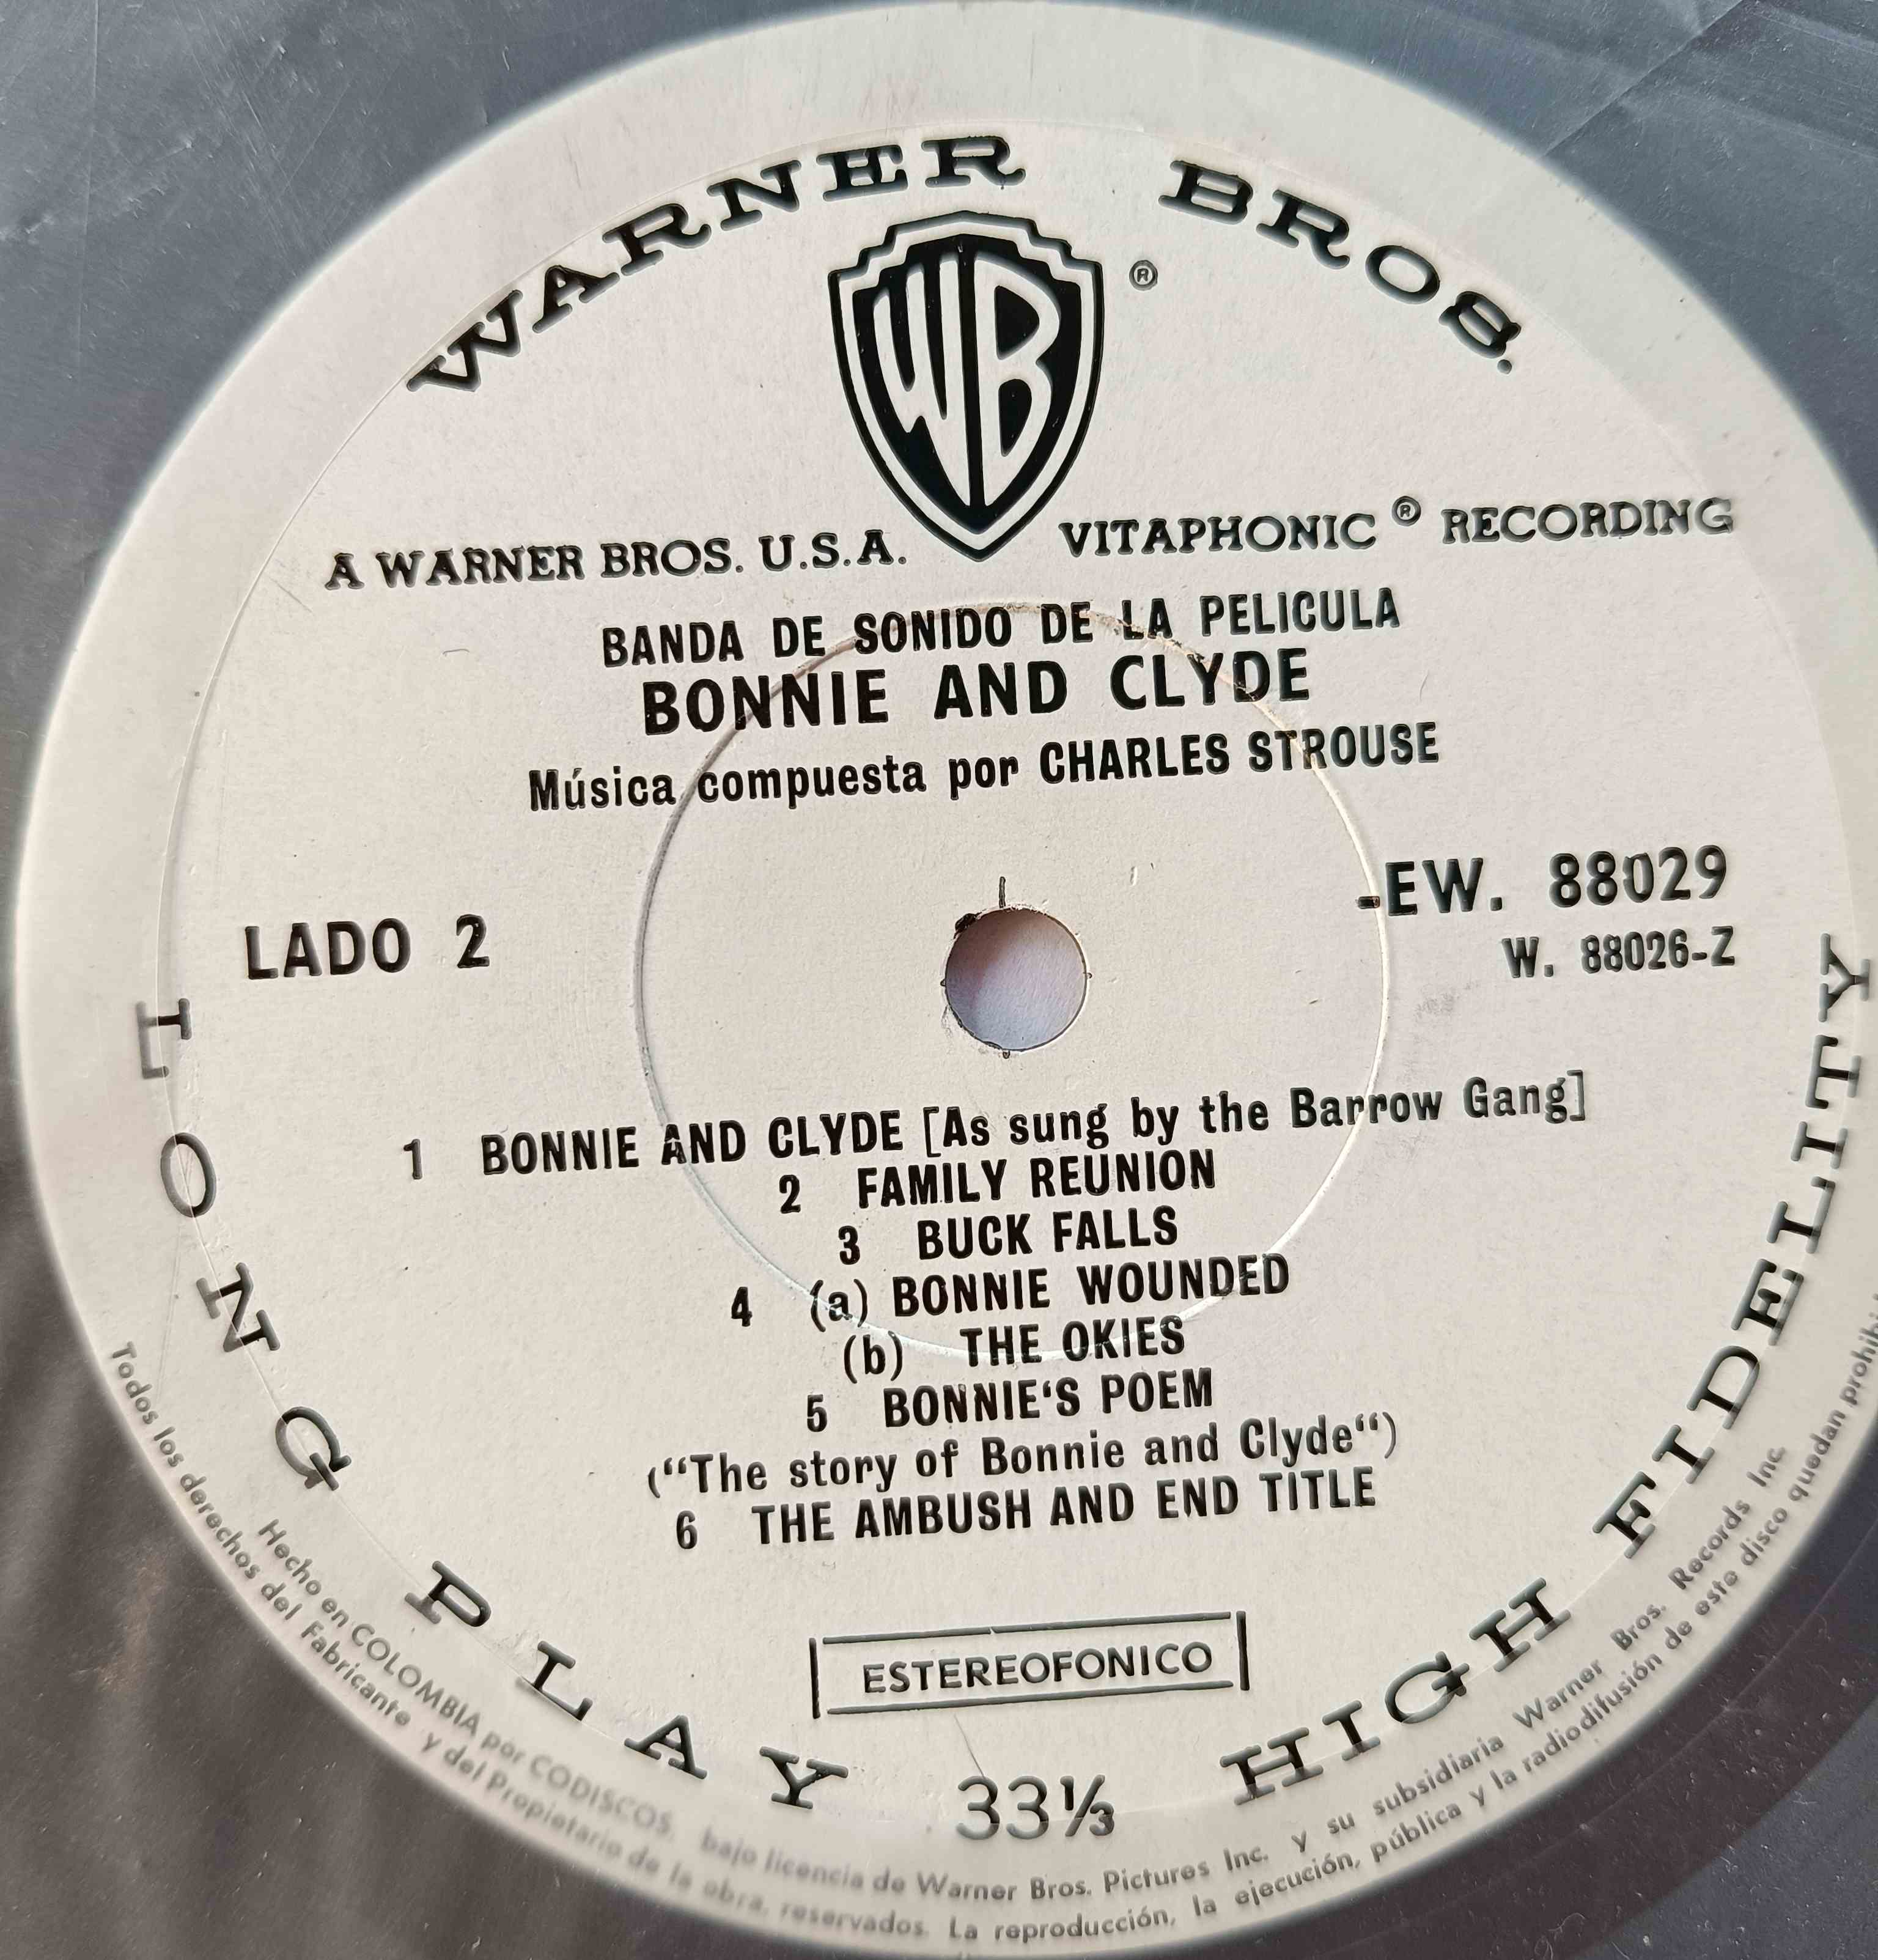 WARNER BROS.
WB ®
A WARNER BROS. U.S.A. VITAPHONIC ® RECORDING
BANDA DE SONIDO DE LA PELICULA
BONNIE AND CLYDE
Música compuesta por CHARLES STROUSE
LADO 2
-EW. 88029
W. 88026-Z
1 BONNIE AND CLYDE [As sung by the Barrow Gang]
2 FAMILY REUNION
3 BUCK FALLS
4 (a) BONNIE WOUNDED
(b) THE OKIES
5 BONNIE‘S POEM
(“The story of Bonnie and Clyde“)
6 THE AMBUSH AND END TITLE
ESTEREOFONICO
LONG PLAY 33⅓ HIGH FIDELITY
Hecho en COLOMBIA por CODISCOS. bajo licencia de Warner Bros. Pictures Inc. y su subsidiaria Warner Bros. Records Inc.
Todos los derechos del Fabricante y del Propietario de la obra, reservados. La reproducción, la ejecución, pública y la radiodifusión de este disco quedan